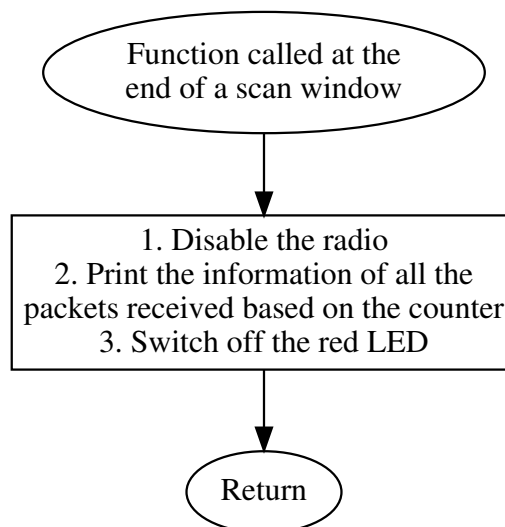 Function called at the
end of a scan window
1. Disable the radio
2. Print the information of all the
packets received based on the counter
3. Switch off the red LED
Return